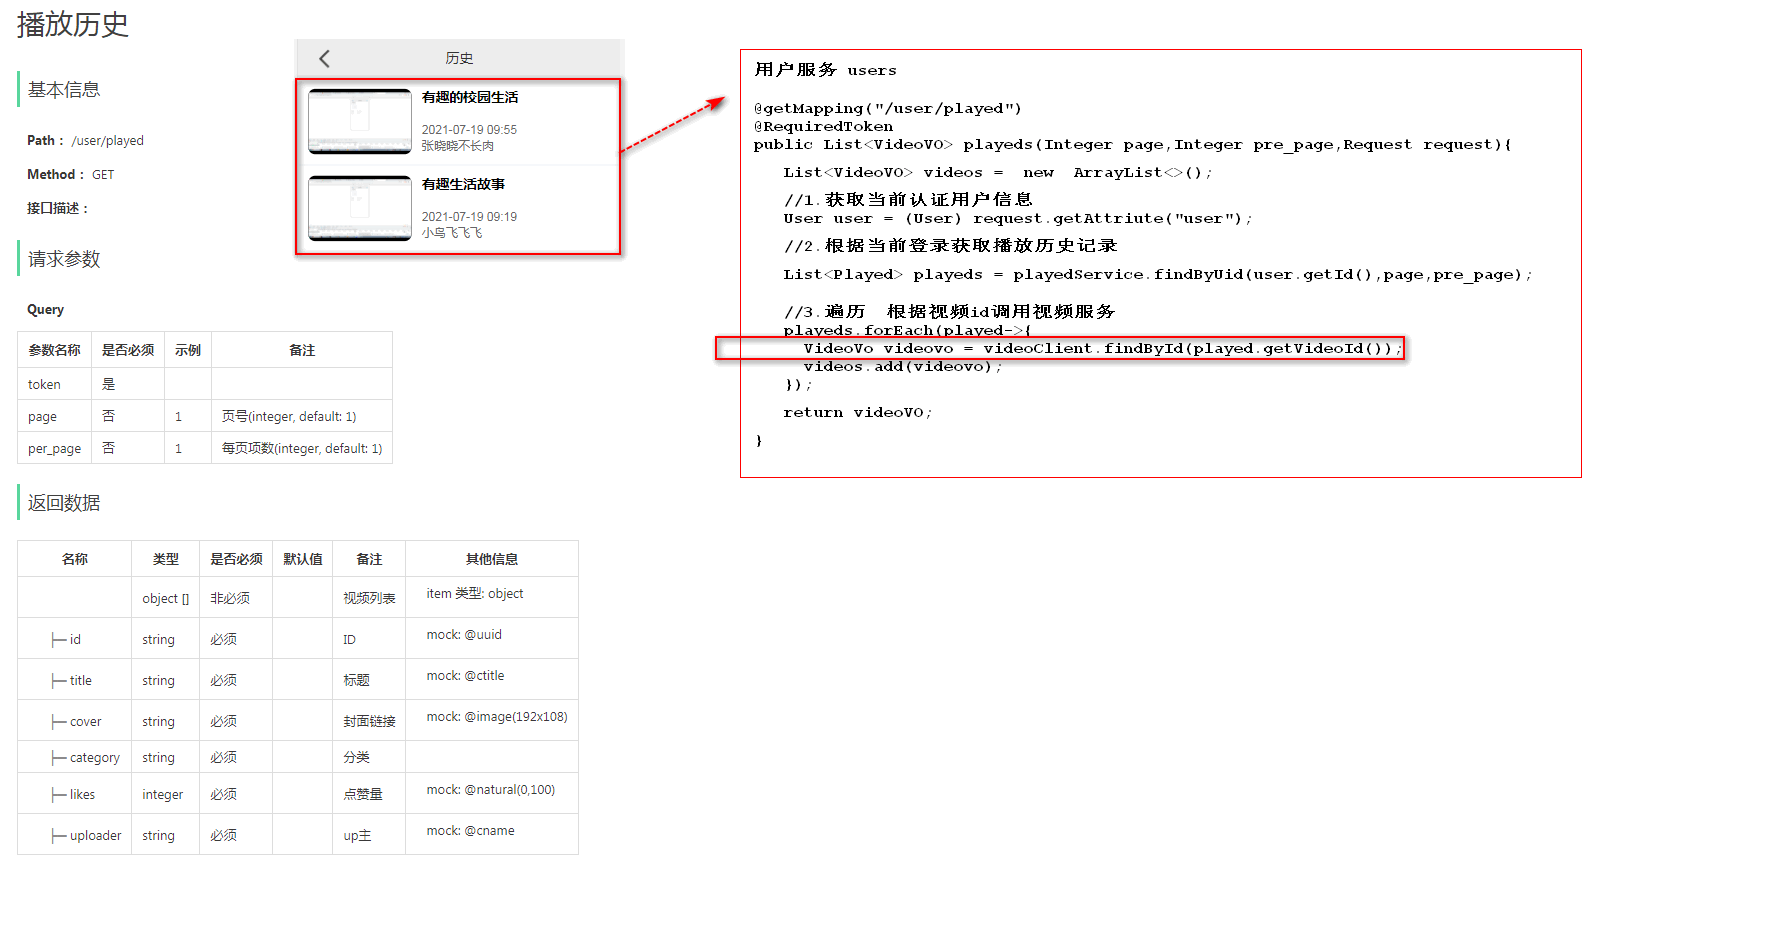 播放历史
基本信息
Path： /user/played
Method： GET
接口描述：
请求参数
Query
参数名称 是否必须 示例 备注
token 是
page 否 1 页号(integer, default: 1)
per_page 否 1 每页项数(integer, default: 1)
返回数据
名称 类型 是否必须 默认值 备注 其他信息
object [] 非必须 视频列表 item 类型: object
├─ id string 必须 ID mock: @uuid
├─ title string 必须 标题 mock: @ctitle
├─ cover string 必须 封面链接 mock: @image(192x108)
├─ category string 必须 分类
├─ likes integer 必须 点赞量 mock: @natural(0,100)
├─ uploader string 必须 up主 mock: @cname
历史
有趣的校园生活
2021-07-19 09:55
张晓晓不长肉
有趣生活故事
2021-07-19 09:19
小鸟飞飞飞
用户服务 users
@getMapping("/user/played")
@RequiredToken
public List<VideoVO> playeds(Integer page,Integer pre_page,Request request){
List<VideoVO> videos = new ArrayList<>();
//1.获取当前认证用户信息
User user = (User) request.getAttriute("user");
//2.根据当前登录获取播放历史记录
List<Played> playeds = playedService.findByUid(user.getId(),page,pre_page);
//3.遍历 根据视频id调用视频服务
playeds.forEach(played->{
VideoVo videovo = videoClient.findById(played.getVideoId());
videos.add(videovo);
});
return videoVO;
}